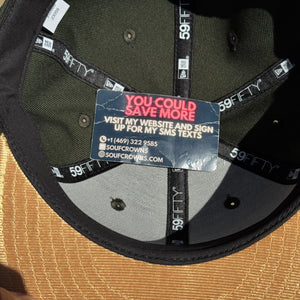 59FIFTY
59FIFTY
YOU COULD
SAVE MORE
VISIT MY WEBSITE AND SIGN
UP FOR MY SMS TEXTS
+1 (469) 322 9585
SOUFCROWNS
SOUFCROWNS.COM
59FIFTY
59FIFTY